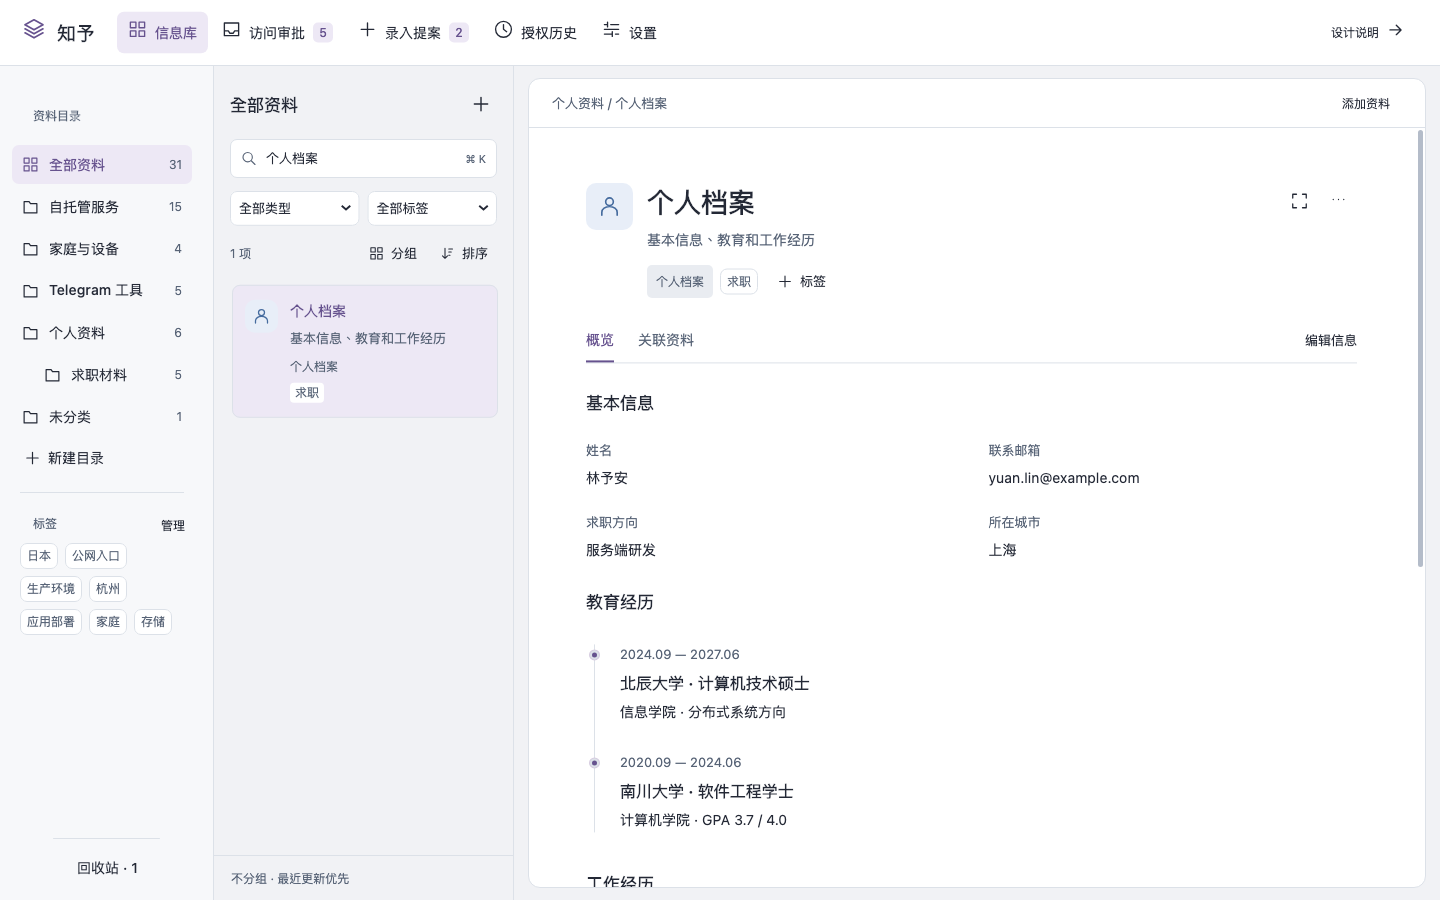 知予
信息库
访问审批 5
录入提案 2
授权历史
设置
设计说明
资料目录
全部资料 31
自托管服务 15
家庭与设备 4
Telegram 工具 5
个人资料 6
求职材料 5
未分类 1
新建目录
标签 管理
日本 公网入口
生产环境 杭州
应用部署 家庭 存储
回收站 · 1
全部资料
个人档案 ⌘ K
全部类型 全部标签
1 项 分组 排序
个人档案
基本信息、教育和工作经历
个人档案
求职
不分组 · 最近更新优先
个人资料 / 个人档案 添加资料
个人档案 ...
基本信息、教育和工作经历
个人档案 求职 标签
概览 关联资料 编辑信息
基本信息
姓名 联系邮箱
林予安 yuan.lin@example.com
求职方向 所在城市
服务端研发 上海
教育经历
2024.09 — 2027.06
北辰大学 · 计算机技术硕士
信息学院 · 分布式系统方向
2020.09 — 2024.06
南川大学 · 软件工程学士
计算机学院 · GPA 3.7 / 4.0
工作经历